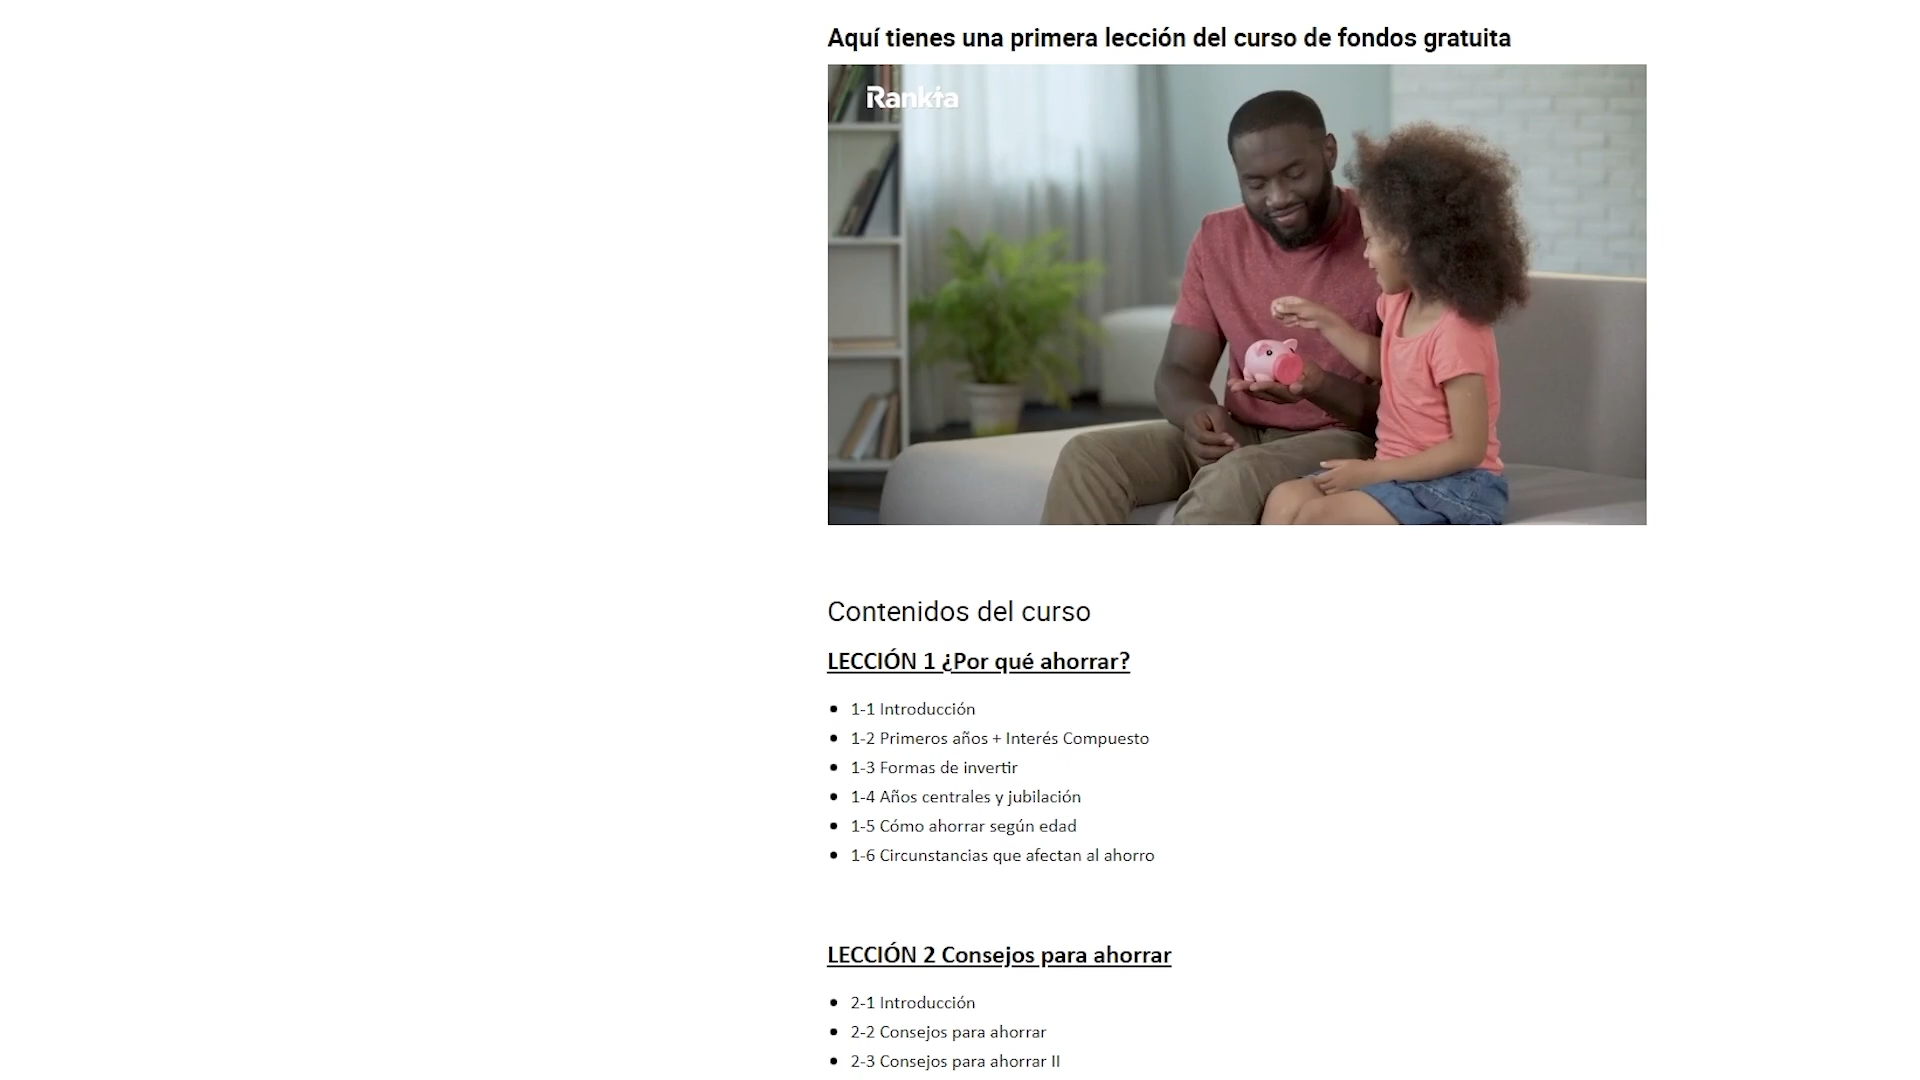 Aquí tienes una primera lección del curso de fondos gratuita
Rankia
Contenidos del curso
LECCIÓN 1 ¿Por qué ahorrar?
1-1 Introducción
1-2 Primeros años + Interés Compuesto
1-3 Formas de invertir
1-4 Años centrales y jubilación
1-5 Cómo ahorrar según edad
1-6 Circunstancias que afectan al ahorro
LECCIÓN 2 Consejos para ahorrar
2-1 Introducción
2-2 Consejos para ahorrar
2-3 Consejos para ahorrar II